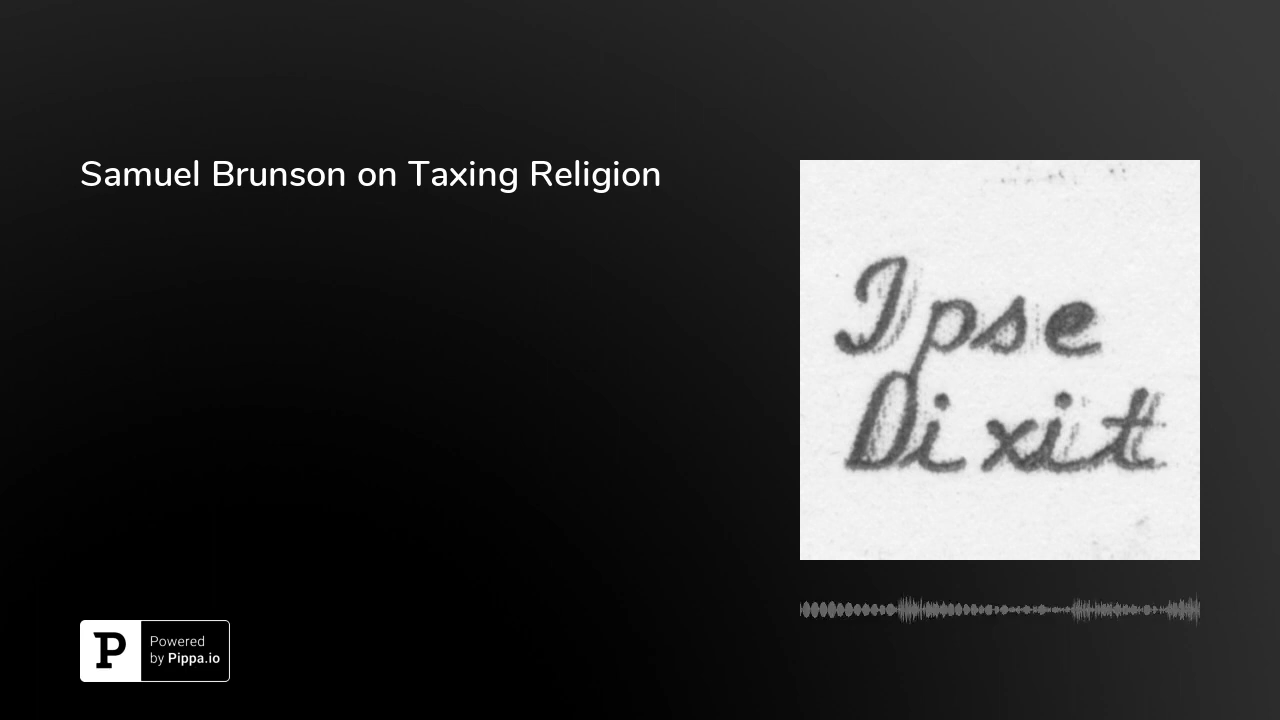 Samuel Brunson on Taxing Religion
Ipse
Dixit
P
Powered
by Pippa.io